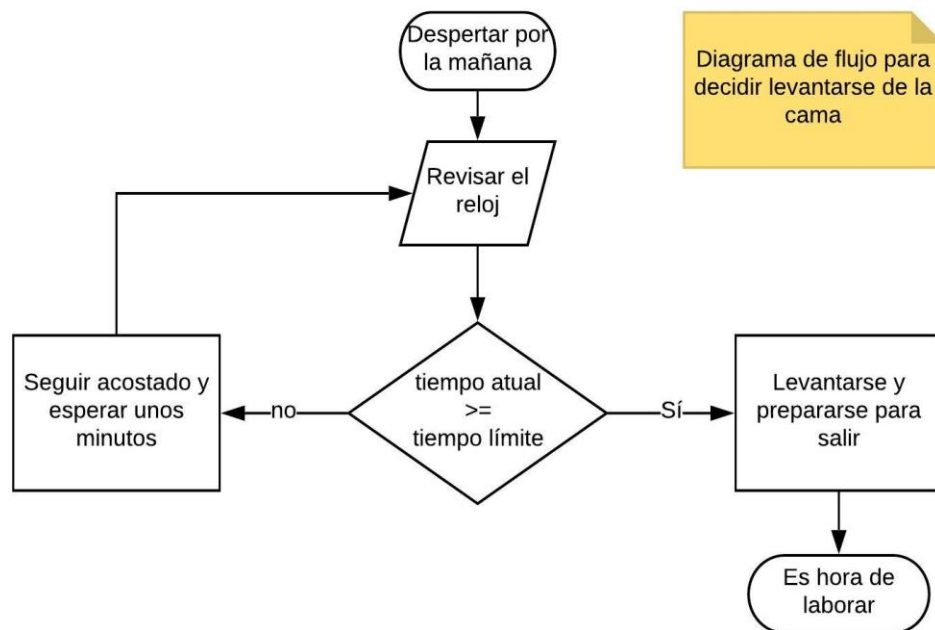 Despertar por
la mañana
Diagrama de flujo para
decidir levantarse de la
cama
Revisar el
reloj
Seguir acostado y
esperar unos
minutos
no
tiempo atual
>=
tiempo límite
Sí
Levantarse y
prepararse para
salir
Es hora de
laborar